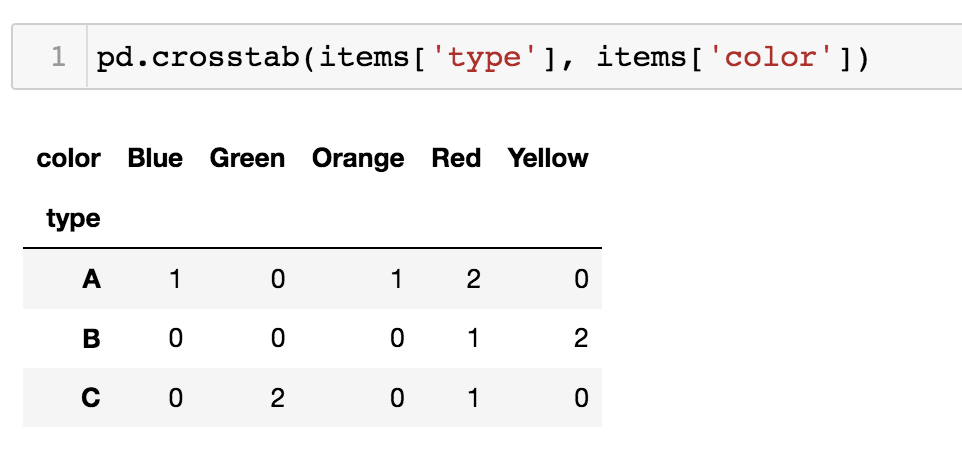 1 pd.crosstab(items['type'], items['color'])
color Blue Green Orange Red Yellow
type
A 1 0 1 2 0
B 0 0 0 1 2
C 0 2 0 1 0